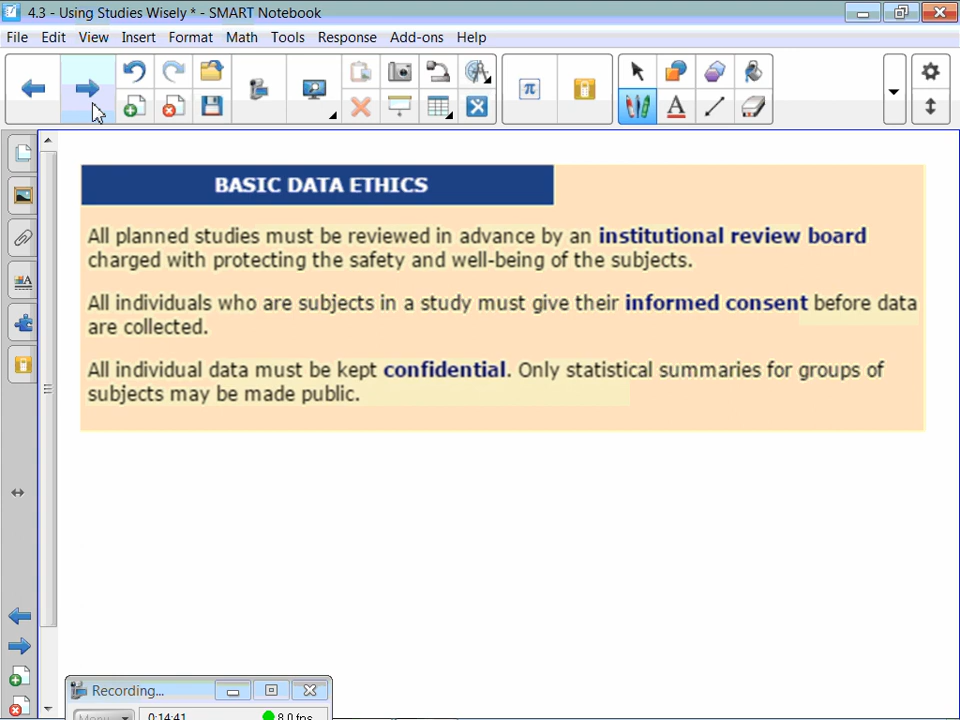 4.3 - Using Studies Wisely * - SMART Notebook
File Edit View Insert Format Math Tools Response Add-ons Help
π
A
BASIC DATA ETHICS
All planned studies must be reviewed in advance by an institutional review board
charged with protecting the safety and well-being of the subjects.
All individuals who are subjects in a study must give their informed consent before data
are collected.
All individual data must be kept confidential. Only statistical summaries for groups of
subjects may be made public.
Recording...
Menu 0:14:41 8.0 fps